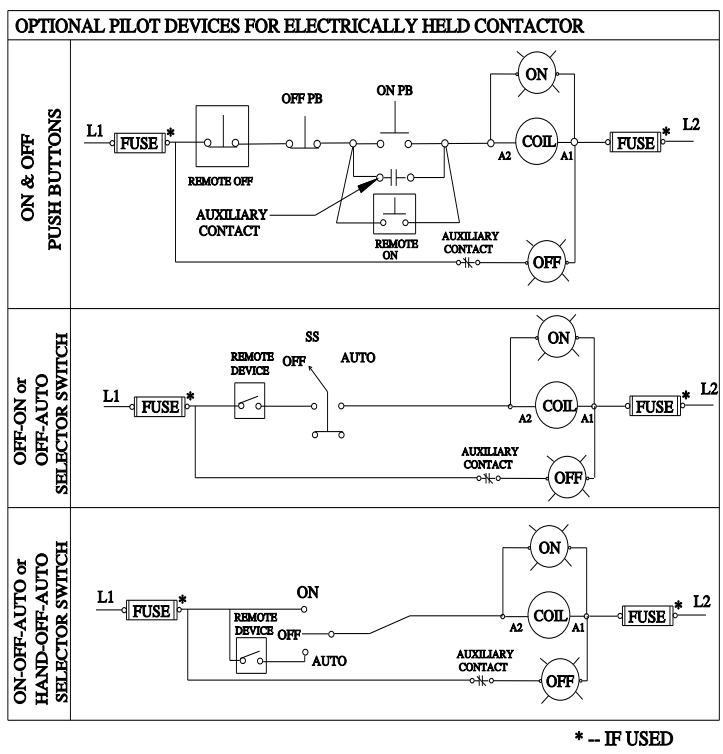 OPTIONAL PILOT DEVICES FOR ELECTRICALLY HELD CONTACTOR
ON & OFF
PUSH BUTTONS
L1
FUSE
*
REMOTE OFF
OFF PB
ON PB
AUXILIARY
CONTACT
REMOTE
ON
AUXILIARY
CONTACT
ON
A2
COIL
A1
OFF
FUSE
*
L2
OFF-ON or
OFF-AUTO
SELECTOR SWITCH
L1
FUSE
*
REMOTE
DEVICE
SS
OFF
AUTO
AUXILIARY
CONTACT
ON
A2
COIL
A1
OFF
FUSE
*
L2
ON-OFF-AUTO or
HAND-OFF-AUTO
SELECTOR SWITCH
L1
FUSE
*
REMOTE
DEVICE
ON
OFF
AUTO
AUXILIARY
CONTACT
ON
A2
COIL
A1
OFF
FUSE
*
L2
* -- IF USED